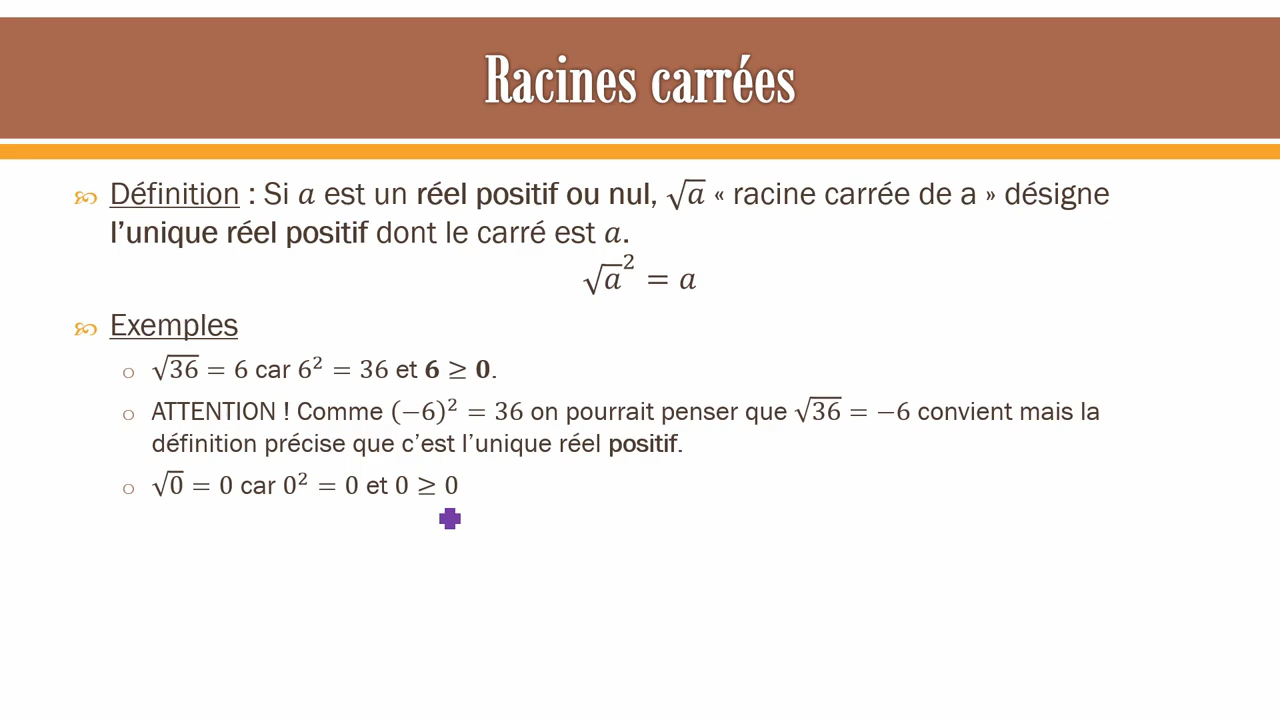 Racines carrées
Définition : Si 𝑎 est un réel positif ou nul, √𝑎 « racine carrée de a » désigne
l’unique réel positif dont le carré est 𝑎.
√𝑎² = 𝑎
Exemples
√36 = 6 car 6² = 36 et 6 ≥ 0.
ATTENTION ! Comme (−6)² = 36 on pourrait penser que √36 = −6 convient mais la
définition précise que c’est l’unique réel positif.
√0 = 0 car 0² = 0 et 0 ≥ 0